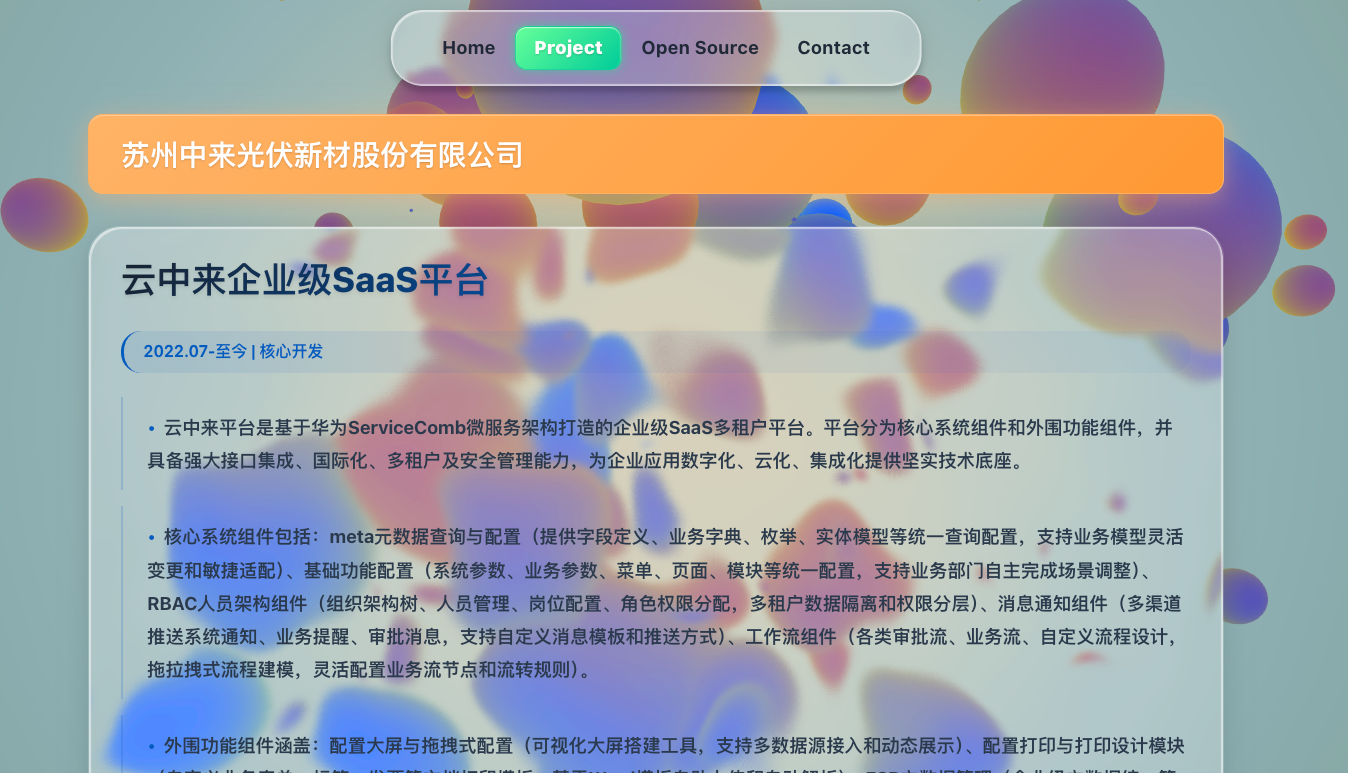 Home Project Open Source Contact
苏州中来光伏新材股份有限公司
云中来企业级SaaS平台
2022.07-至今 | 核心开发
• 云中来平台是基于华为ServiceComb微服务架构打造的企业级SaaS多租户平台。平台分为核心系统组件和外围功能组件，并
具备强大接口集成、国际化、多租户及安全管理能力，为企业应用数字化、云化、集成化提供坚实技术底座。
• 核心系统组件包括：meta元数据查询与配置（提供字段定义、业务字典、枚举、实体模型等统一查询配置，支持业务模型灵活
变更和敏捷适配）、基础功能配置（系统参数、业务参数、菜单、页面、模块等统一配置，支持业务部门自主完成场景调整）、
RBAC人员架构组件（组织架构树、人员管理、岗位配置、角色权限分配，多租户数据隔离和权限分层）、消息通知组件（多渠道
推送系统通知、业务提醒、审批消息，支持自定义消息模板和推送方式）、工作流组件（各类审批流、业务流、自定义流程设计，
拖拉拽式流程建模，灵活配置业务流节点和流转规则）。
• 外围功能组件涵盖：配置大屏与拖拽式配置（可视化大屏搭建工具，支持多数据源接入和动态展示）、配置打印与打印设计模块